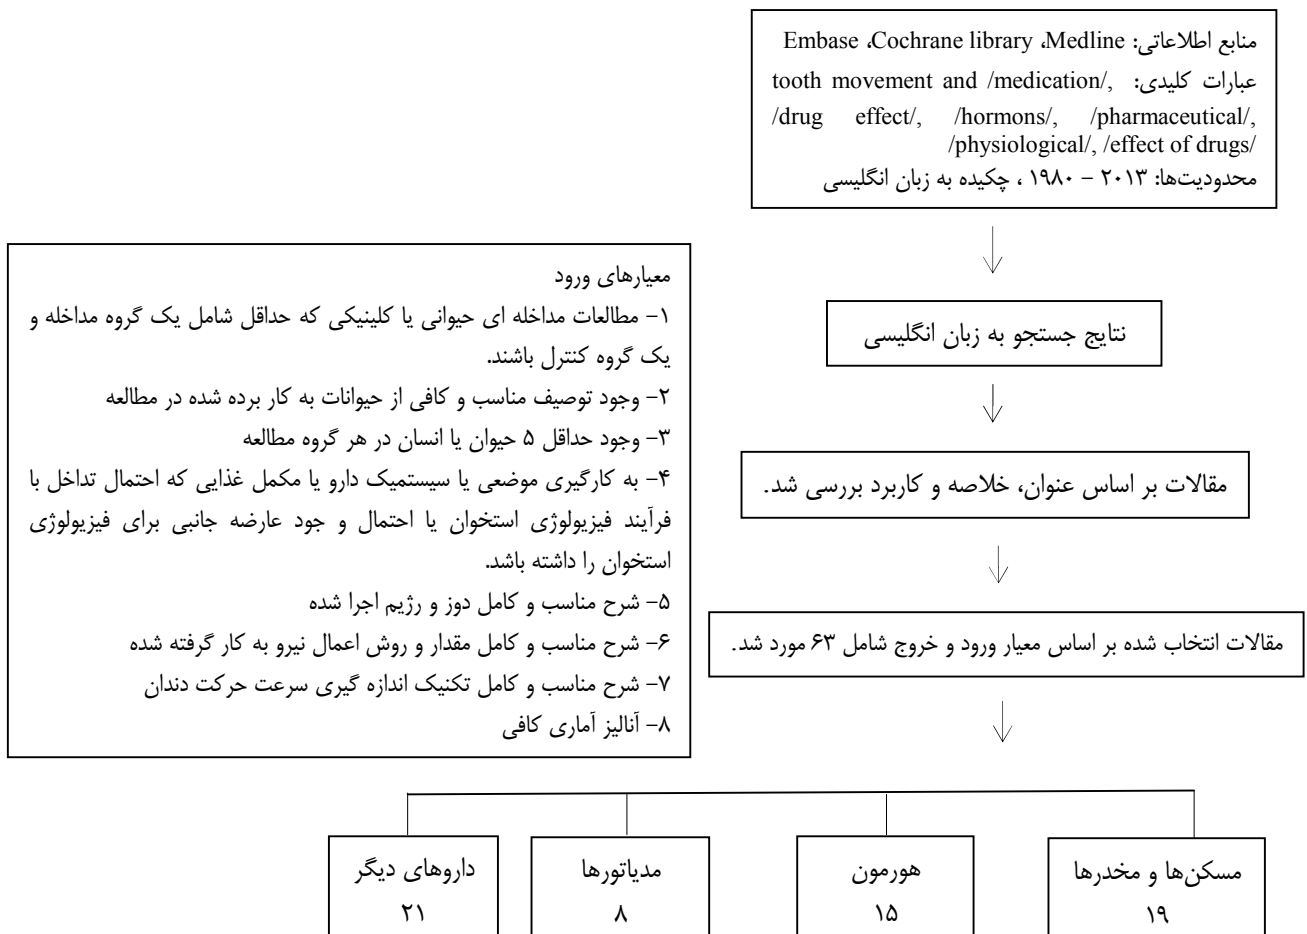 منابع اطلاعاتی: Embase ،Cochrane library ،Medline
عبارات کلیدی: tooth movement and /medication/,
/drug effect/, /hormons/, /pharmaceutical/,
/physiological/, /effect of drugs/
محدودیت‌ها: ۲۰۱۳ – ۱۹۸۰ ، چکیده به زبان انگلیسی
نتایج جستجو به زبان انگلیسی
مقالات بر اساس عنوان، خلاصه و کاربرد بررسی شد.
مقالات انتخاب شده بر اساس معیار ورود و خروج شامل ۶۳ مورد شد.
معیارهای ورود
۱- مطالعات مداخله ای حیوانی یا کلینیکی که حداقل شامل یک گروه مداخله و
یک گروه کنترل باشند.
۲- وجود توصیف مناسب و کافی از حیوانات به کار برده شده در مطالعه
۳- وجود حداقل ۵ حیوان یا انسان در هر گروه مطالعه
۴- به کارگیری موضعی یا سیستمیک دارو یا مکمل غذایی که احتمال تداخل با
فرآیند فیزیولوژی استخوان یا احتمال و جود عارضه جانبی برای فیزیولوژی
استخوان را داشته باشد.
۵- شرح مناسب و کامل دوز و رژیم اجرا شده
۶- شرح مناسب و کامل مقدار و روش اعمال نیرو به کار گرفته شده
۷- شرح مناسب و کامل تکنیک اندازه گیری سرعت حرکت دندان
۸- آنالیز آماری کافی
مسکن‌ها و مخدرها
۱۹
هورمون
۱۵
مدیاتورها
۸
داروهای دیگر
۲۱